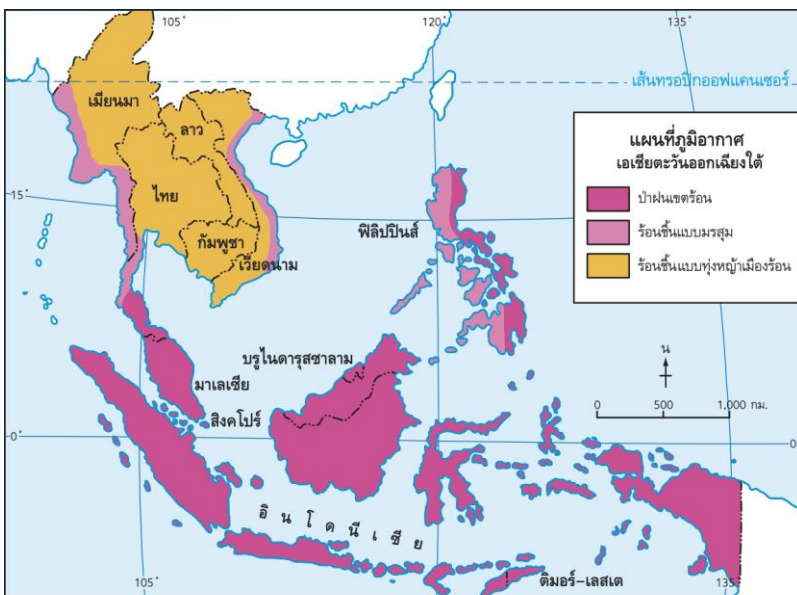 105°
120°
135°
เส้นทรอปิกออฟแคนเซอร์
เมียนมา
ลาว
แผนที่ภูมิอากาศ
เอเชียตะวันออกเฉียงใต้
ป่าฝนเขตร้อน
ร้อนชื้นแบบมรสุม
ร้อนชื้นแบบทุ่งหญ้าเมืองร้อน
15°
ไทย
ฟิลิปปินส์
กัมพูชา
เวียดนาม
บรูไนดารุสซาลาม
น
มาเลเซีย
0 500 1,000 กม.
สิงคโปร์
0°
0
อินโดนีเซีย
ติมอร์-เลสเต
105°
135°